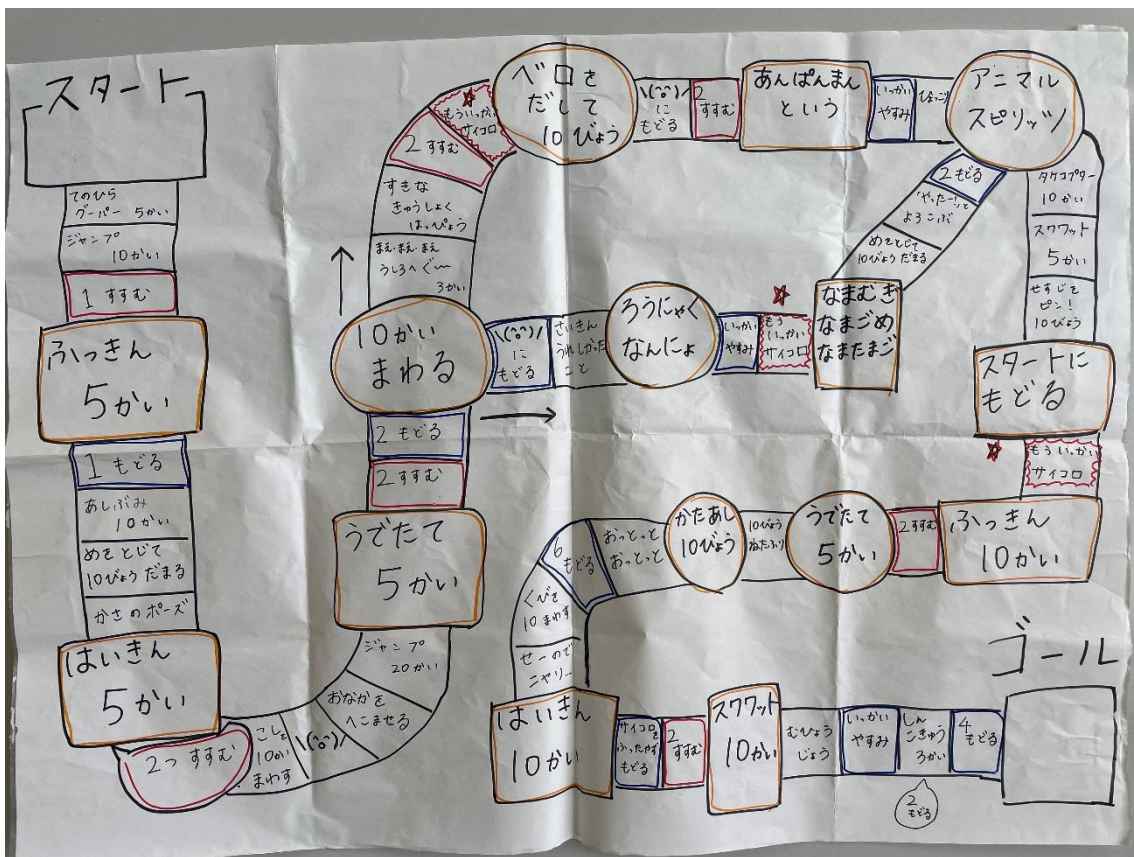 スタート
てのひら
グーパー 5かい
ジャンプ
10かい
1 すすむ
ふっきん
5かい
1 もどる
あしぶみ
10かい
めをとじて
10びょう だまる
かさのポーズ
はいきん
5かい
2つ すすむ
こしを
10かい
まわす
\(^o^)/
おなかを
へこませる
ジャンプ
20かい
うでたて
5かい
2すすむ
2 もどる
10かい
まわる
まえ・まえ・まえ
うしろへぐ〜
3かい
すきな
きゅうしょく
はっぴょう
2 すすむ
もういっかい
サイコロ
ベロを
だして
10びょう
\(^o^)/
に
もどる
2
すすむ
あんぱんまん
という
いっかい
やすみ
ひょっこり
アニマル
スピリッツ
\(^o^)/
に
もどる
さいきん
うれしかった
こと
ろうにゃく
なんにょ
いっかい
やすみ
もう
いっかい
サイコロ
なまむぎ
なまごめ
なまたまご
めをとじて
10びょう だまる
「やったー!」と
よろこぶ
2もどる
タケコプター
10かい
スクワット
5かい
せすじを
ピン!
10びょう
スタートに
もどる
もういっかい
サイコロ
ふっきん
10かい
2すすむ
うでたて
5かい
10びょう
ねたふり
かたあし
10びょう
おっとっと
おっとっと
6
もどる
くびを
10まわす
せーので
ニヤリ…
はいきん
10かい
サイコロを
ふったやず
もどる
2
すすむ
スクワット
10かい
むひょう
じょう
いっかい
やすみ
しん
こきゅう
3かい
2
もどる
4
もどる
ゴール